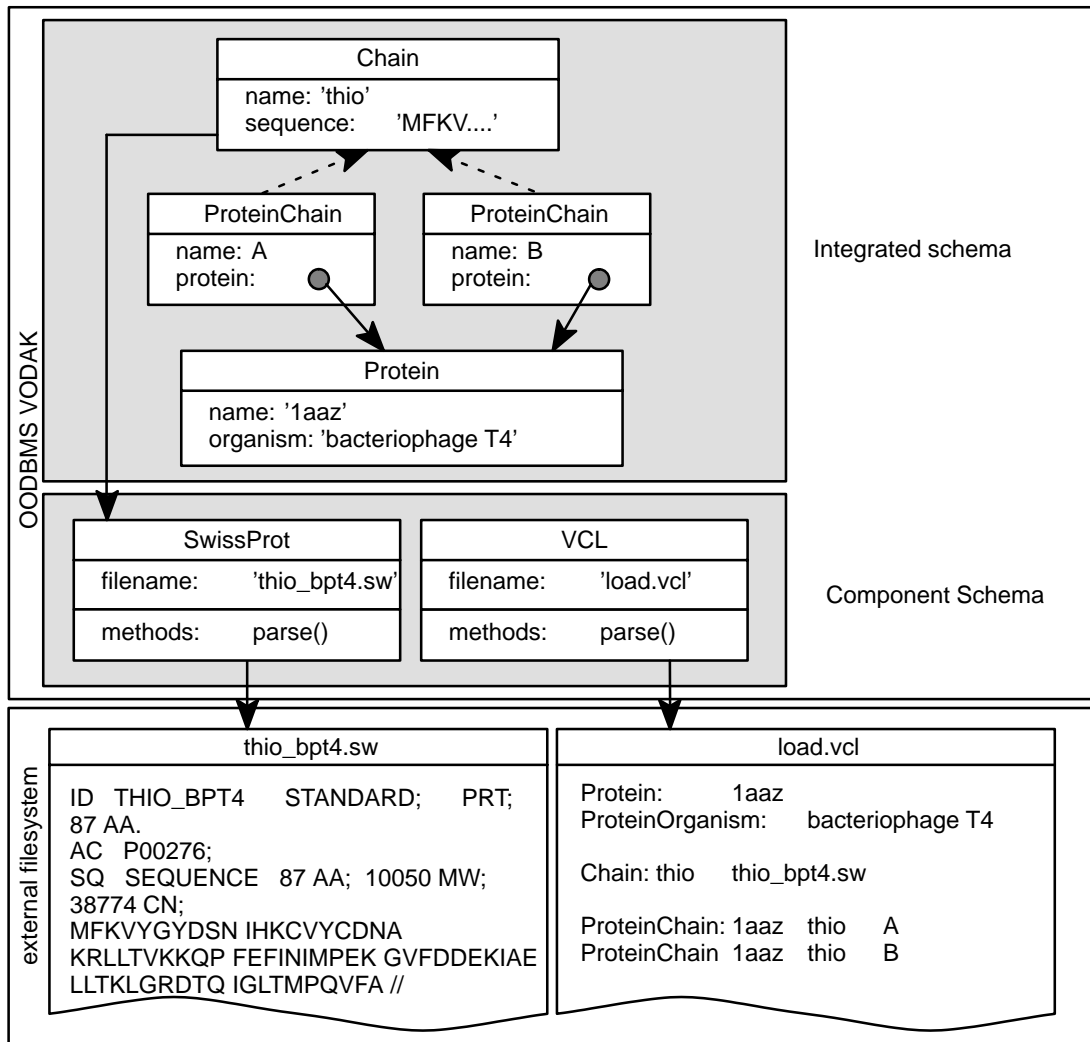 Chain
name: 'thio'
sequence: 'MFKV....'
ProteinChain
name: A
protein:
ProteinChain
name: B
protein:
Integrated schema
Protein
name: '1aaz'
organism: 'bacteriophage T4'
OODBMS VODAK
SwissProt
filename: 'thio_bpt4.sw'
methods: parse()
VCL
filename: 'load.vcl'
methods: parse()
Component Schema
external filesystem
thio_bpt4.sw
ID THIO_BPT4 STANDARD; PRT;
87 AA.
AC P00276;
SQ SEQUENCE 87 AA; 10050 MW;
38774 CN;
MFKVYGYDSN IHKCVYCDNA
KRLLTVKKQP FEFINIMPEK GVFDDEKIAE
LLTKLGRDTQ IGLTMPQVFA //
load.vcl
Protein: 1aaz
ProteinOrganism: bacteriophage T4
Chain: thio thio_bpt4.sw
ProteinChain: 1aaz thio A
ProteinChain 1aaz thio B